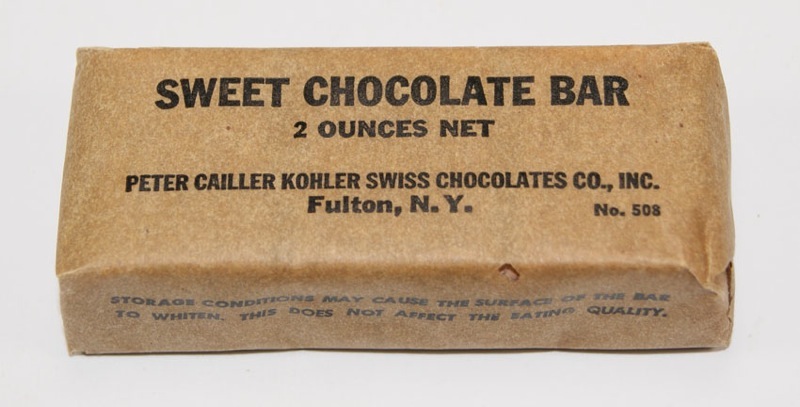 SWEET CHOCOLATE BAR
2 OUNCES NET
PETER CAILLER KOHLER SWISS CHOCOLATES CO., INC.
Fulton, N. Y.
No. 508
STORAGE CONDITIONS MAY CAUSE THE SURFACE OF THE BAR
TO WHITEN. THIS DOES NOT AFFECT THE EATING QUALITY.